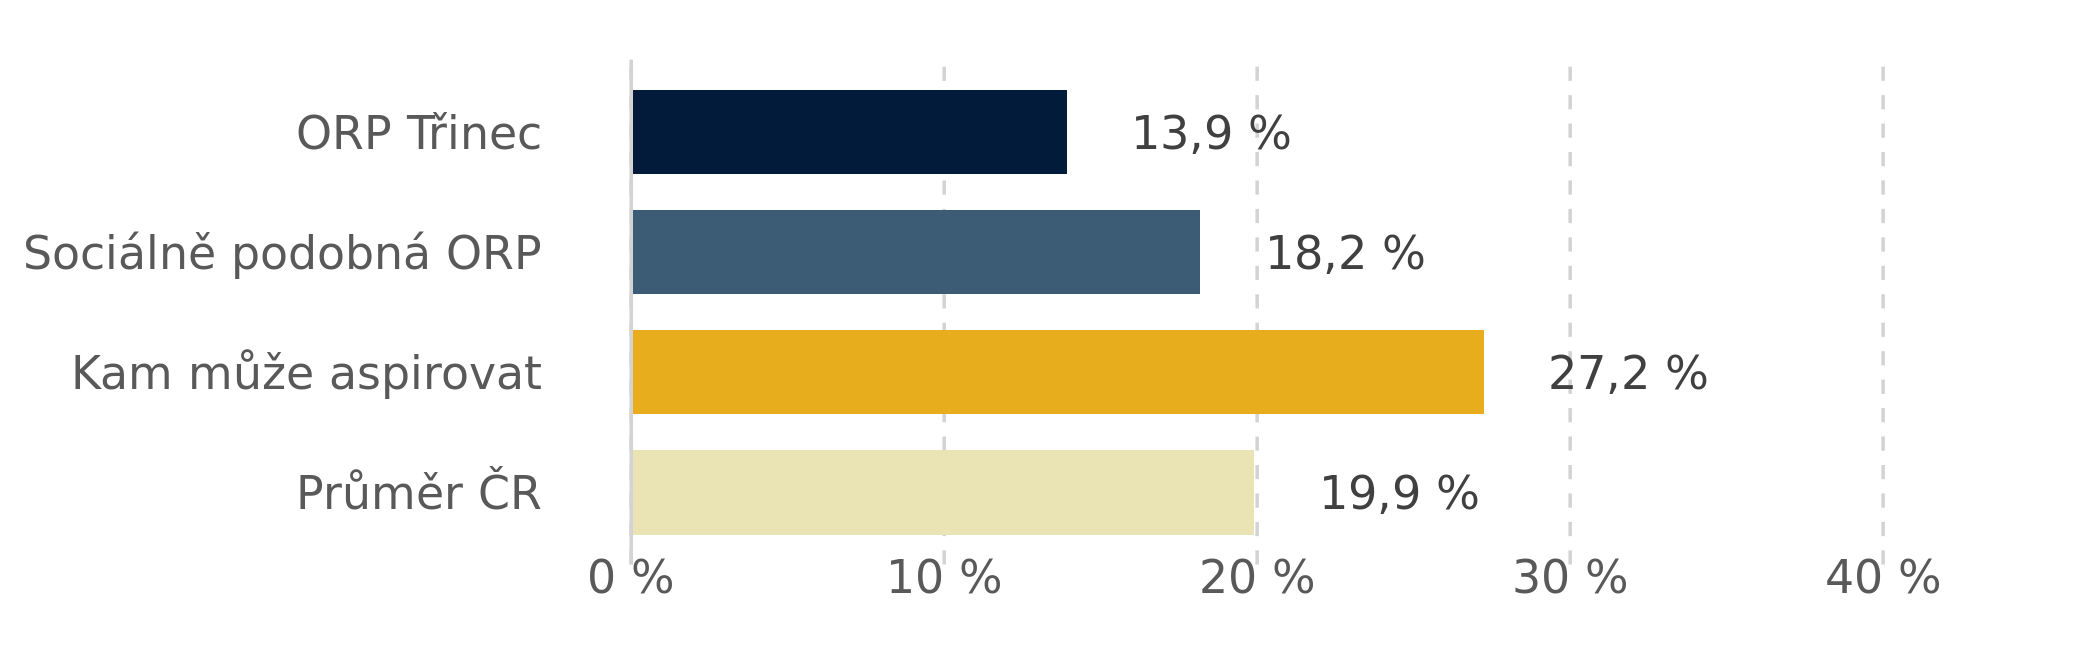 ORP Třinec
13,9 %
Sociálně podobná ORP
18,2 %
Kam může aspirovat
27,2 %
Průměr ČR
19,9 %
0 %
10 %
20 %
30 %
40 %